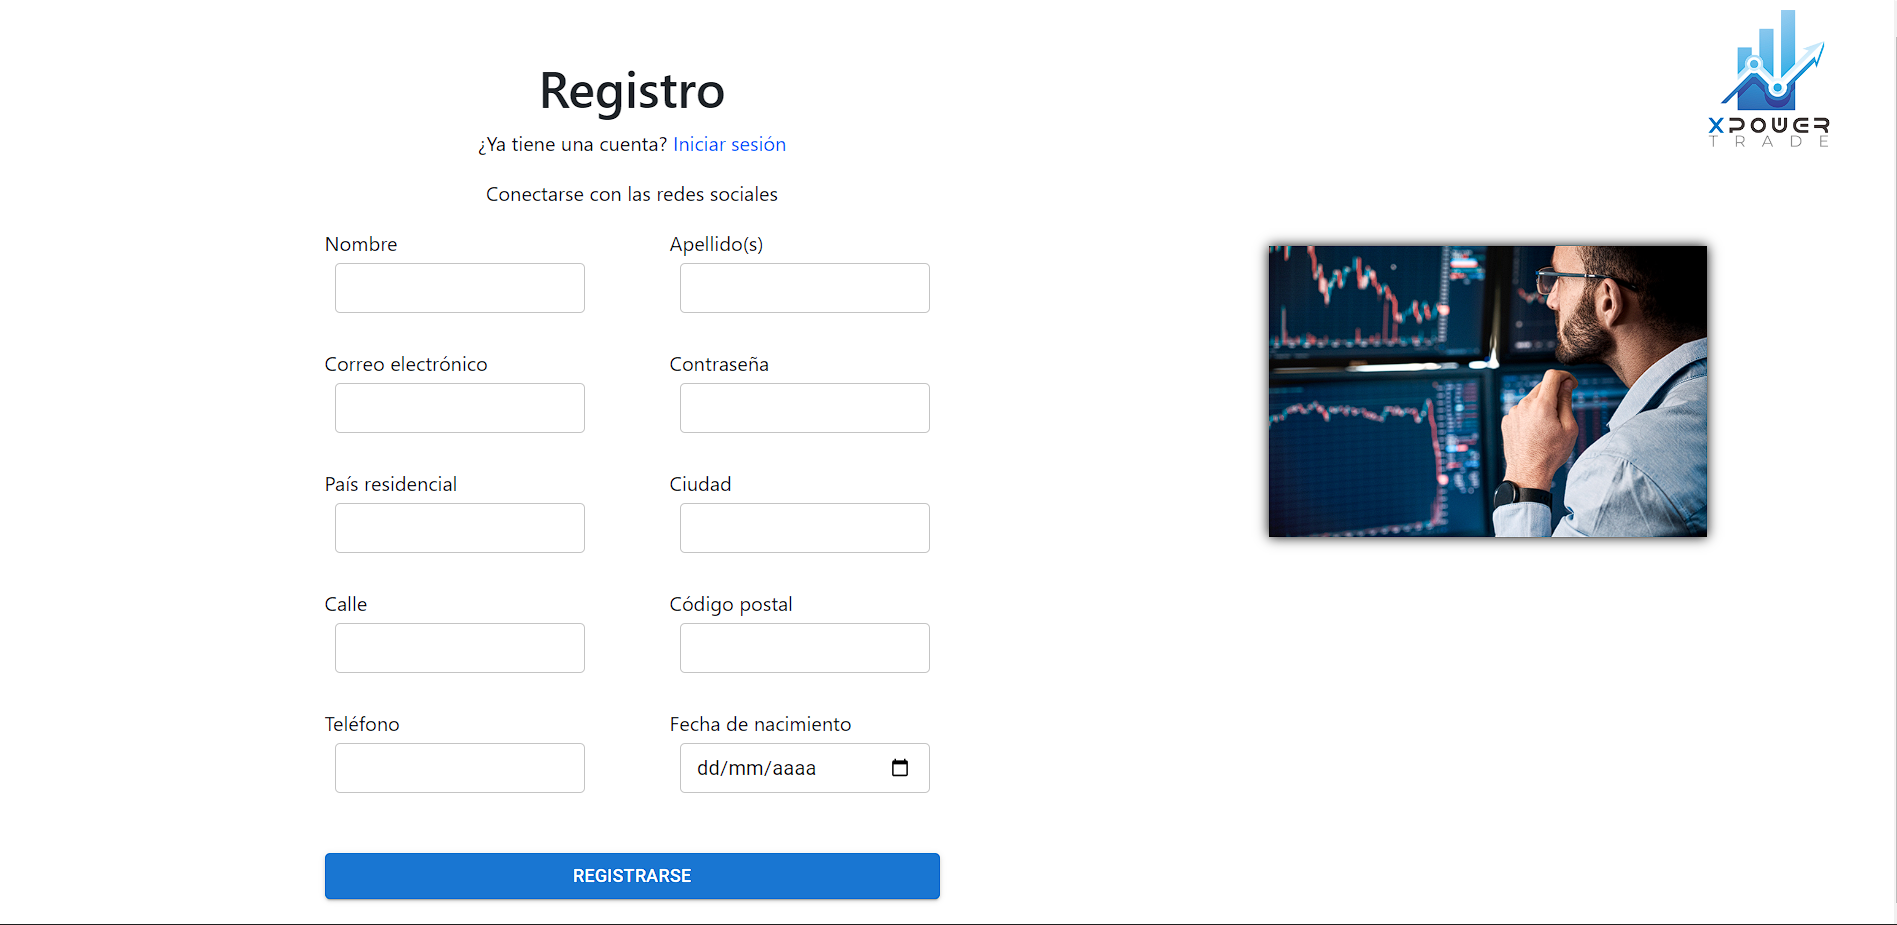 Registro
¿Ya tiene una cuenta? Iniciar sesión
Conectarse con las redes sociales
Nombre
Apellido(s)
Correo electrónico
Contraseña
País residencial
Ciudad
Calle
Código postal
Teléfono
Fecha de nacimiento
dd/mm/aaaa
REGISTRARSE
XPOWER
TRADE